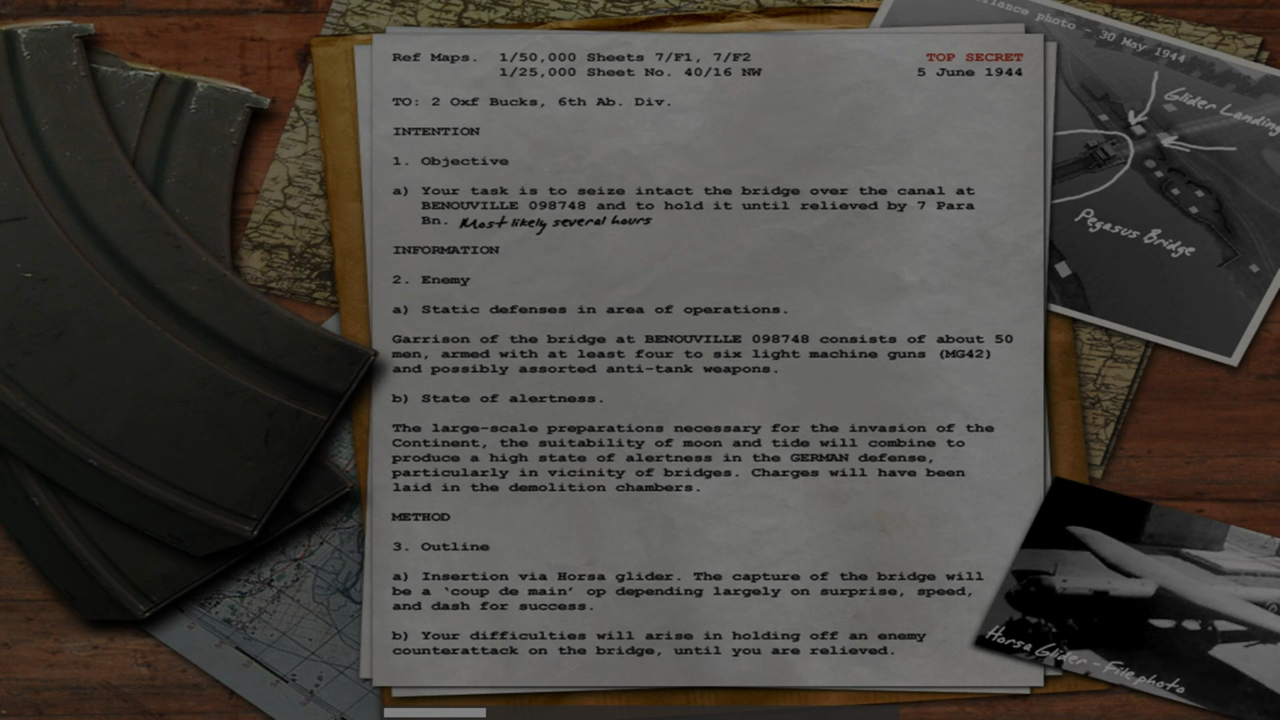 Ref Maps. 1/50,000 Sheets 7/F1, 7/F2
1/25,000 Sheet No. 40/16 NW
TOP SECRET
5 June 1944
TO: 2 Oxf Bucks, 6th Ab. Div.
INTENTION
1. Objective
a) Your task is to seize intact the bridge over the canal at
BENOUVILLE 098748 and to hold it until relieved by 7 Para
Bn. Most likely several hours
INFORMATION
2. Enemy
a) Static defenses in area of operations.
Garrison of the bridge at BENOUVILLE 098748 consists of about 50
men, armed with at least four to six light machine guns (MG42)
and possibly assorted anti-tank weapons.
b) State of alertness.
The large-scale preparations necessary for the invasion of the
Continent, the suitability of moon and tide will combine to
produce a high state of alertness in the GERMAN defense,
particularly in vicinity of bridges. Charges will have been
laid in the demolition chambers.
METHOD
3. Outline
a) Insertion via Horsa glider. The capture of the bridge will
be a ‘coup de main’ op depending largely on surprise, speed,
and dash for success.
b) Your difficulties will arise in holding off an enemy
counterattack on the bridge, until you are relieved.
photo - 30 May 1944
Glider Landing
Pegasus Bridge
Horsa Glider - File photo